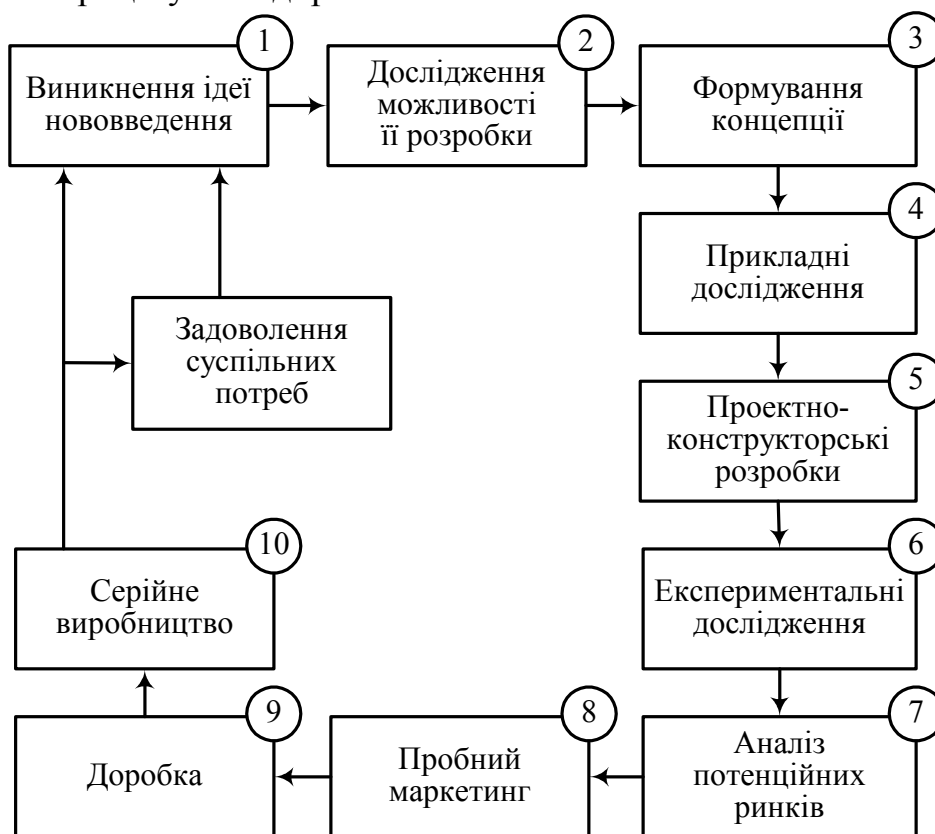 1
Виникнення ідеї
нововведення
2
Дослідження
можливості
її розробки
3
Формування
концепції
4
Прикладні
дослідження
Задоволення
суспільних
потреб
5
Проектно-
конструкторські
розробки
6
Експериментальні
дослідження
10
Серійне
виробництво
9
Доробка
8
Пробний
маркетинг
7
Аналіз
потенційних
ринків